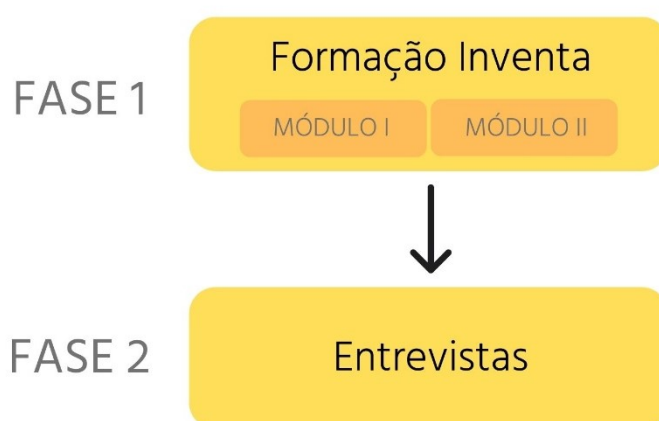 FASE 1
Formação Inventa
MÓDULO I
MÓDULO II
FASE 2
Entrevistas